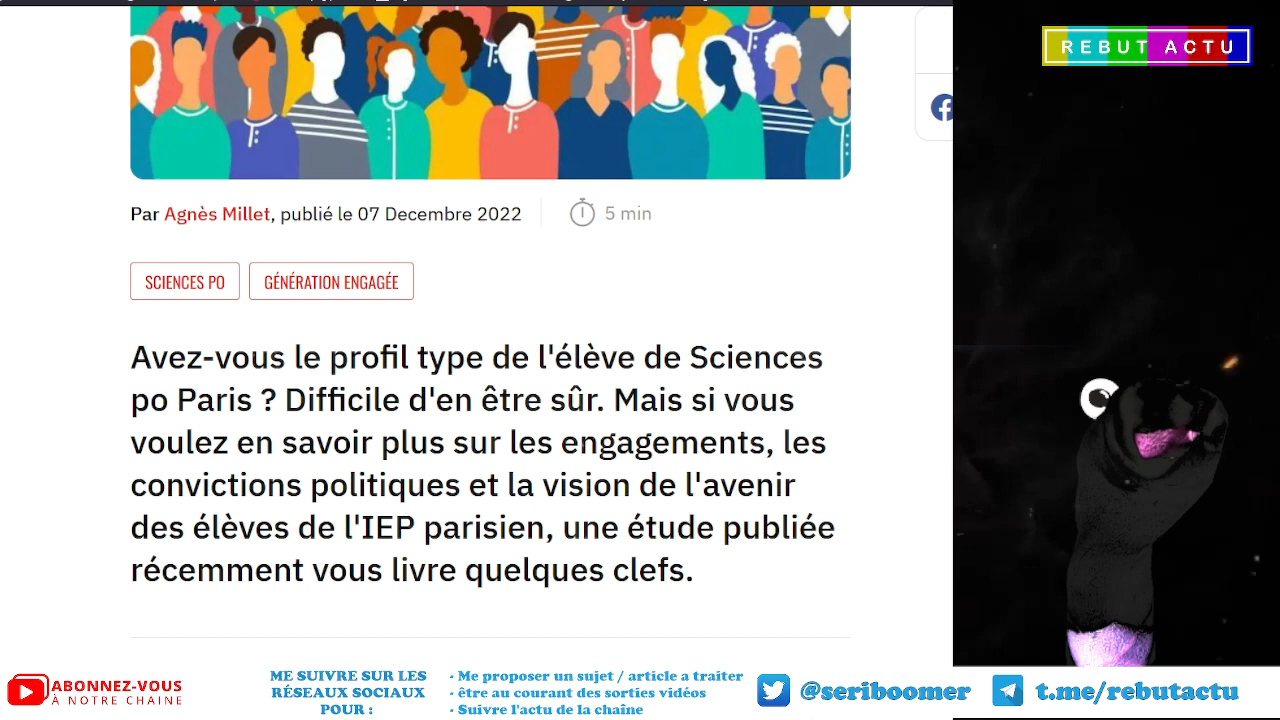 REBUT ACTU
Par Agnès Millet, publié le 07 Decembre 2022
5 min
SCIENCES PO
GÉNÉRATION ENGAGÉE
Avez-vous le profil type de l'élève de Sciences
po Paris ? Difficile d'en être sûr. Mais si vous
voulez en savoir plus sur les engagements, les
convictions politiques et la vision de l'avenir
des élèves de l'IEP parisien, une étude publiée
récemment vous livre quelques clefs.
ABONNEZ-VOUS
À NOTRE CHAINE
ME SUIVRE SUR LES
RÉSEAUX SOCIAUX
POUR :
- Me proposer un sujet / article a traiter
- être au courant des sorties vidéos
- Suivre l'actu de la chaîne
@seriboomer
t.me/rebutactu